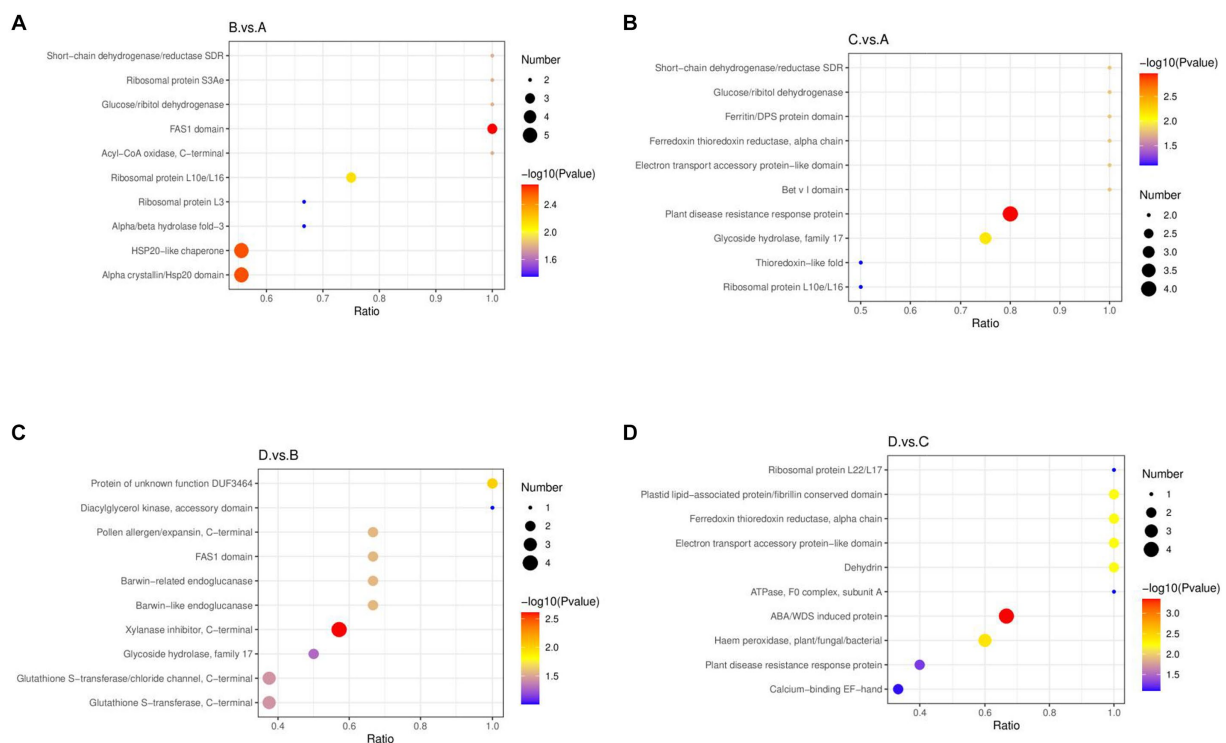 A
B.vs.A
Short−chain dehydrogenase/reductase SDR
Ribosomal protein S3Ae
Glucose/ribitol dehydrogenase
FAS1 domain
Acyl−CoA oxidase, C−terminal
Ribosomal protein L10e/L16
Ribosomal protein L3
Alpha/beta hydrolase fold−3
HSP20−like chaperone
Alpha crystallin/Hsp20 domain
0.6 0.7 0.8 0.9 1.0
Ratio
Number
2
3
4
5
−log10(Pvalue)
2.4
2.0
1.6
B
C.vs.A
Short−chain dehydrogenase/reductase SDR
Glucose/ribitol dehydrogenase
Ferritin/DPS protein domain
Ferredoxin thioredoxin reductase, alpha chain
Electron transport accessory protein−like domain
Bet v I domain
Plant disease resistance response protein
Glycoside hydrolase, family 17
Thioredoxin−like fold
Ribosomal protein L10e/L16
0.5 0.6 0.7 0.8 0.9 1.0
Ratio
−log10(Pvalue)
2.5
2.0
1.5
Number
2.0
2.5
3.0
3.5
4.0
C
D.vs.B
Protein of unknown function DUF3464
Diacylglycerol kinase, accessory domain
Pollen allergen/expansin, C−terminal
FAS1 domain
Barwin−related endoglucanase
Barwin−like endoglucanase
Xylanase inhibitor, C−terminal
Glycoside hydrolase, family 17
Glutathione S−transferase/chloride channel, C−terminal
Glutathione S−transferase, C−terminal
0.4 0.6 0.8 1.0
Ratio
Number
1
2
3
4
−log10(Pvalue)
2.5
2.0
1.5
1.0
0.5
D
D.vs.C
Ribosomal protein L22/L17
Plastid lipid−associated protein/fibrillin conserved domain
Ferredoxin thioredoxin reductase, alpha chain
Electron transport accessory protein−like domain
Dehydrin
ATPase, F0 complex, subunit A
ABA/WDS induced protein
Haem peroxidase, plant/fungal/bacterial
Plant disease resistance response protein
Calcium−binding EF−hand
0.4 0.6 0.8 1.0
Ratio
Number
1
2
3
4
−log10(Pvalue)
3.0
2.5
2.0
1.5